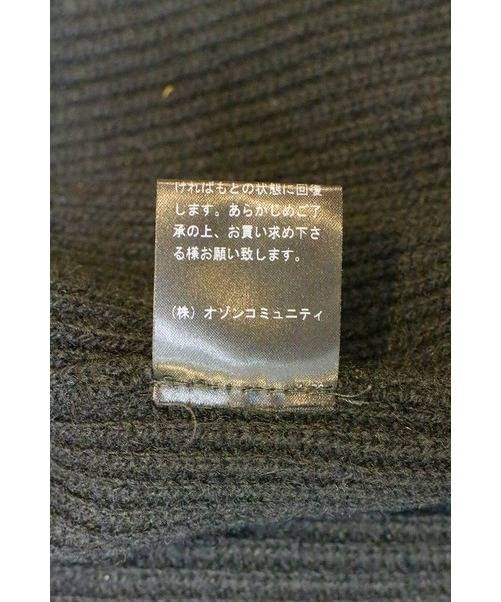 ければもとの状態に回復
します。あらかじめご了
承の上、お買い求め下さ
る様お願い致します。
(株) オゾンコミュニティ